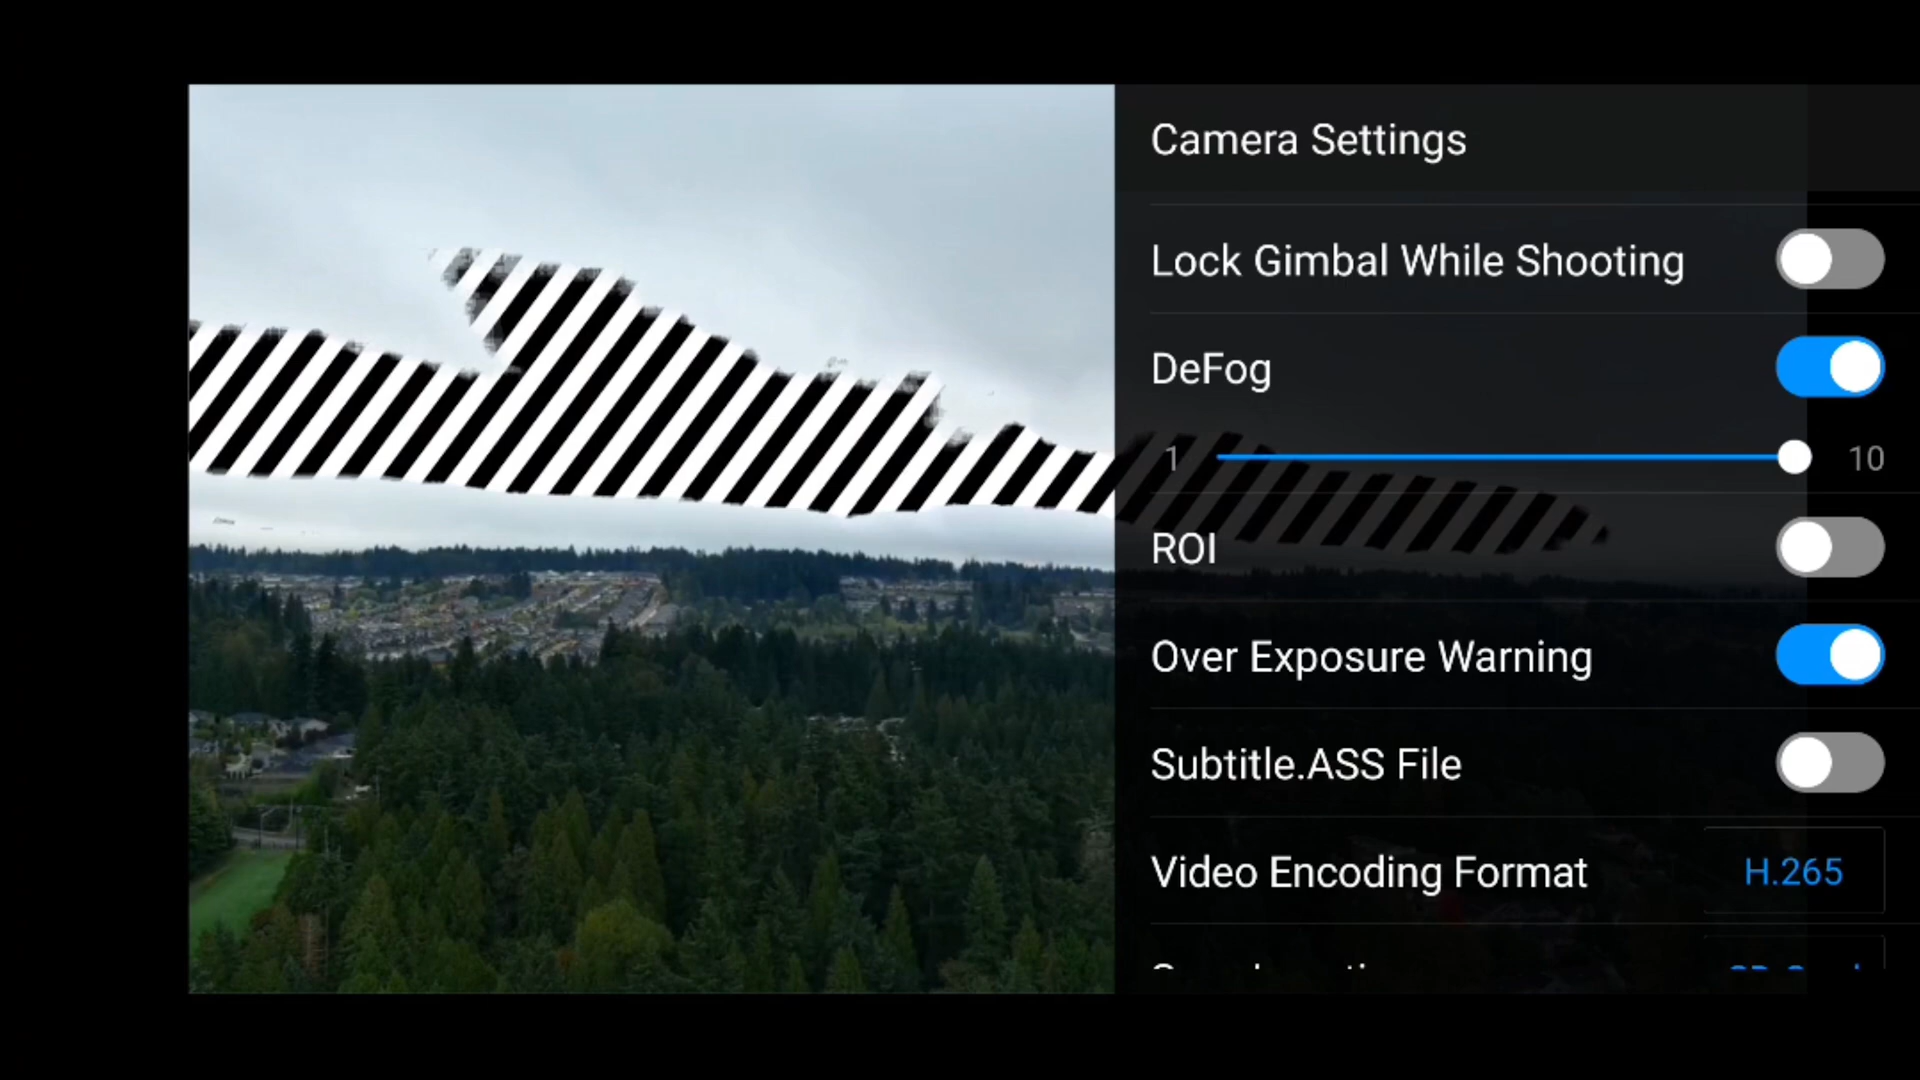 Camera Settings
Lock Gimbal While Shooting
DeFog
1 10
ROI
Over Exposure Warning
Subtitle.ASS File
Video Encoding Format H.265